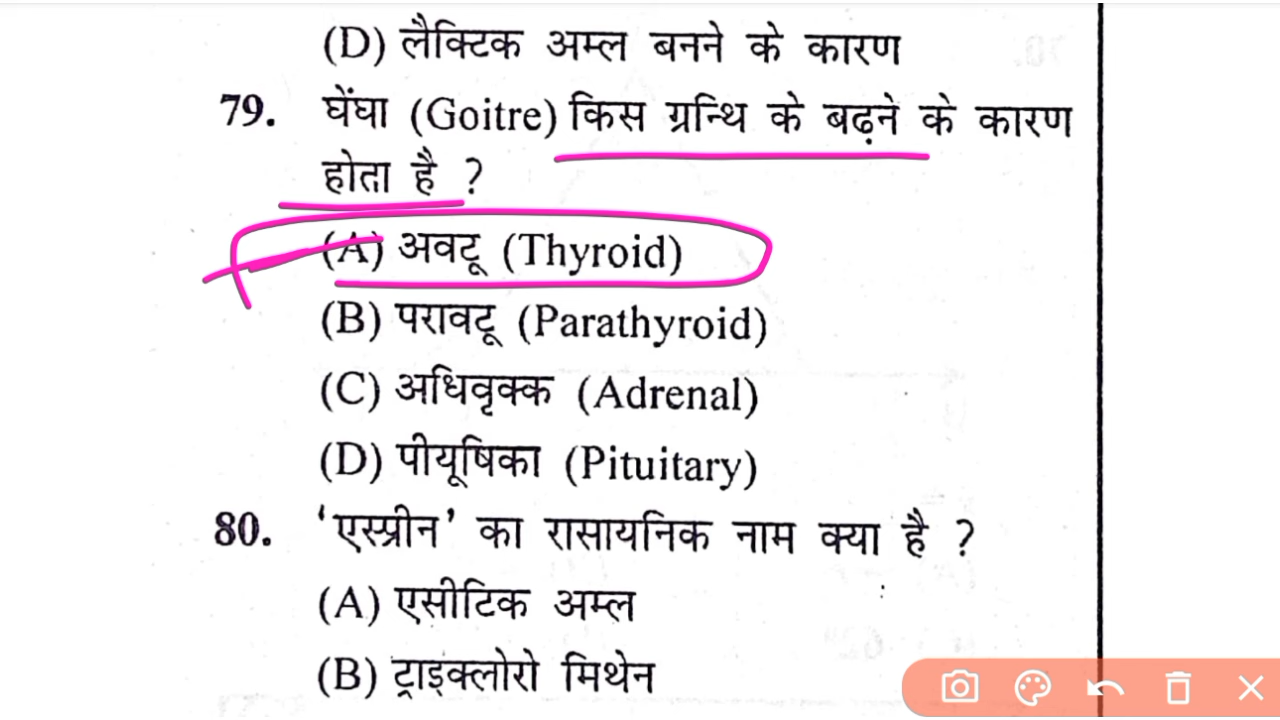 (D) लैक्टिक अम्ल बनने के कारण
79. घेंघा (Goitre) किस ग्रन्थि के बढ़ने के कारण
होता है ?
(A) अवटू (Thyroid)
(B) परावटू (Parathyroid)
(C) अधिवृक्क (Adrenal)
(D) पीयूषिका (Pituitary)
80. ‘एस्प्रीन’ का रासायनिक नाम क्या है ?
(A) एसीटिक अम्ल
(B) ट्राइक्लोरो मिथेन